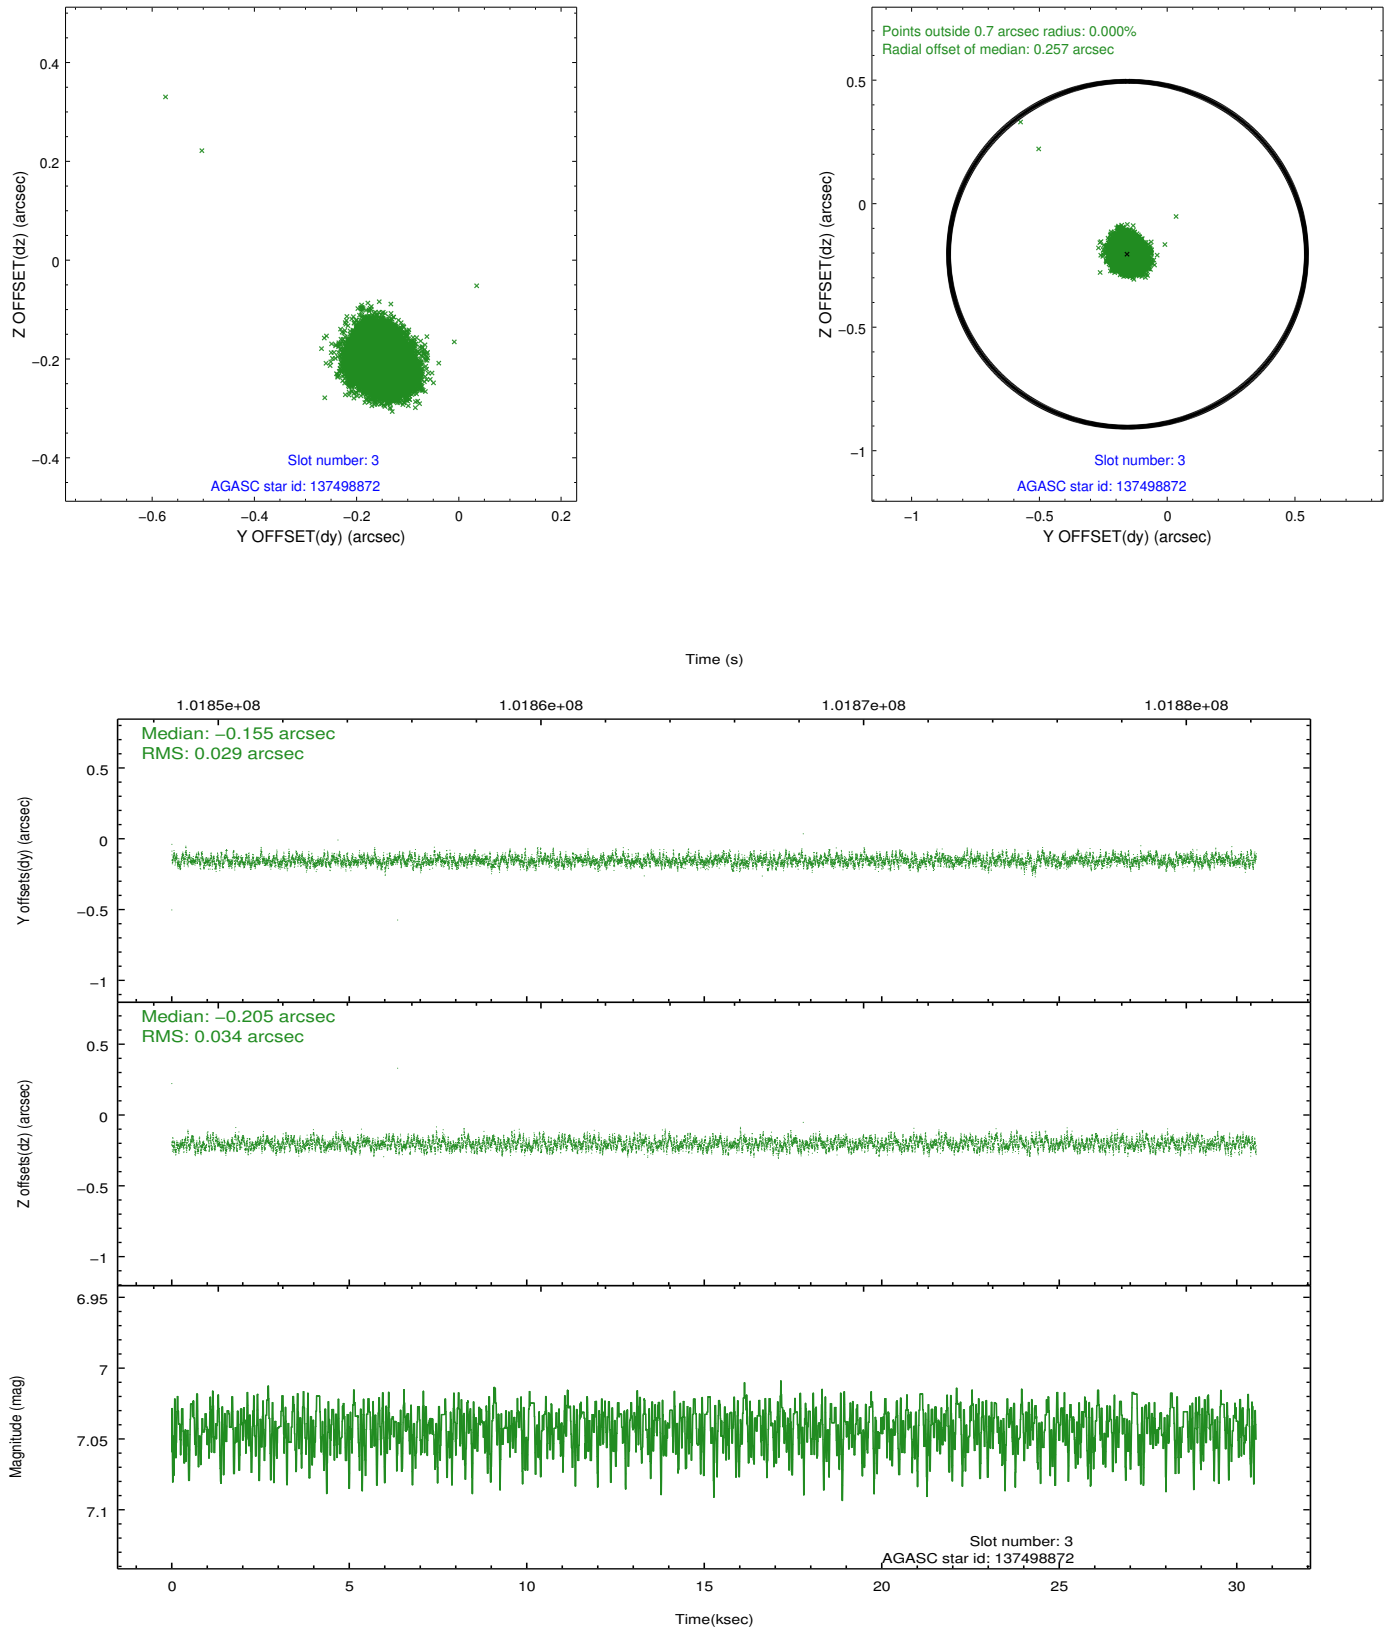 0.4
0.2
0
−0.2
−0.4
Z OFFSET(dz) (arcsec)
Slot number: 3
AGASC star id: 137498872
−0.6
−0.4
−0.2
0
0.2
Y OFFSET(dy) (arcsec)
Points outside 0.7 arcsec radius: 0.000%
Radial offset of median: 0.257 arcsec
0.5
0
−0.5
−1
Z OFFSET(dz) (arcsec)
Slot number: 3
AGASC star id: 137498872
−1
−0.5
0
0.5
Y OFFSET(dy) (arcsec)
Time (s)
1.0185e+08
1.0186e+08
1.0187e+08
1.0188e+08
Median: −0.155 arcsec
RMS: 0.029 arcsec
0.5
0
−0.5
−1
Y offsets(dy) (arcsec)
Median: −0.205 arcsec
RMS: 0.034 arcsec
0.5
0
−0.5
−1
Z offsets(dz) (arcsec)
6.95
7
7.05
7.1
Magnitude (mag)
Slot number: 3
AGASC star id: 137498872
0
5
10
15
20
25
30
Time(ksec)